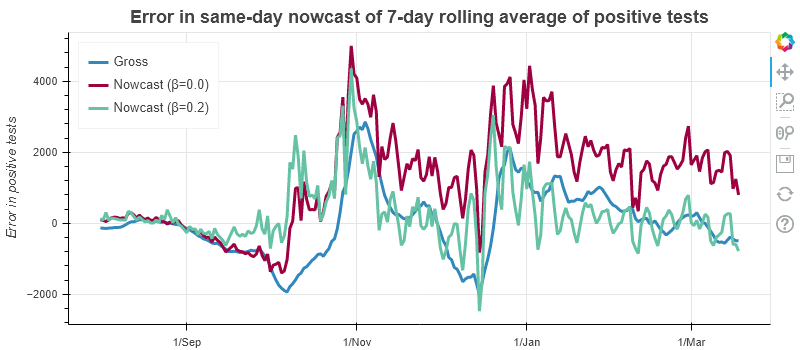 Error in same-day nowcast of 7-day rolling average of positive tests
Gross
Nowcast (β=0.0)
Nowcast (β=0.2)
Error in positive tests
4000
2000
0
−2000
1/Sep
1/Nov
1/Jan
1/Mar